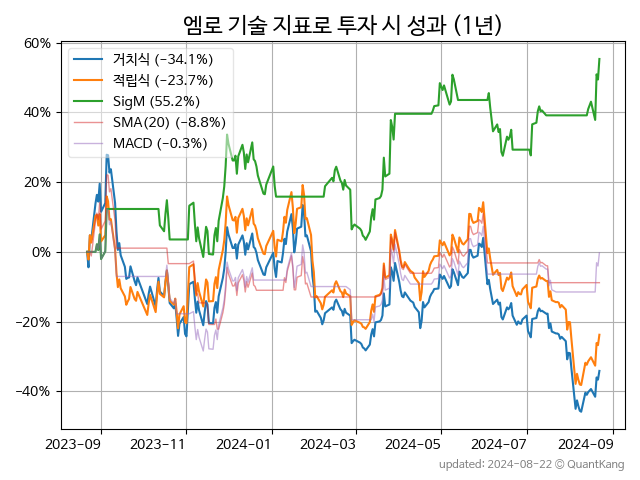 엠로 기술 지표로 투자 시 성과 (1년)
60%
40%
20%
0%
−20%
−40%
거치식 (−34.1%)
적립식 (−23.7%)
SigM (55.2%)
SMA(20) (−8.8%)
MACD (−0.3%)
2023−09
2023−11
2024−01
2024−03
2024−05
2024−07
2024−09
updated: 2024−08−22 © QuantKang